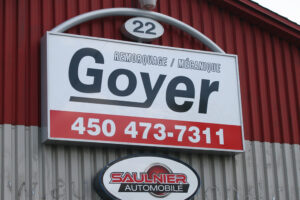 22
REMORQUAGE / MÉCANIQUE
Goyer
450 473-7311
SAULNIER
AUTOMOBILE